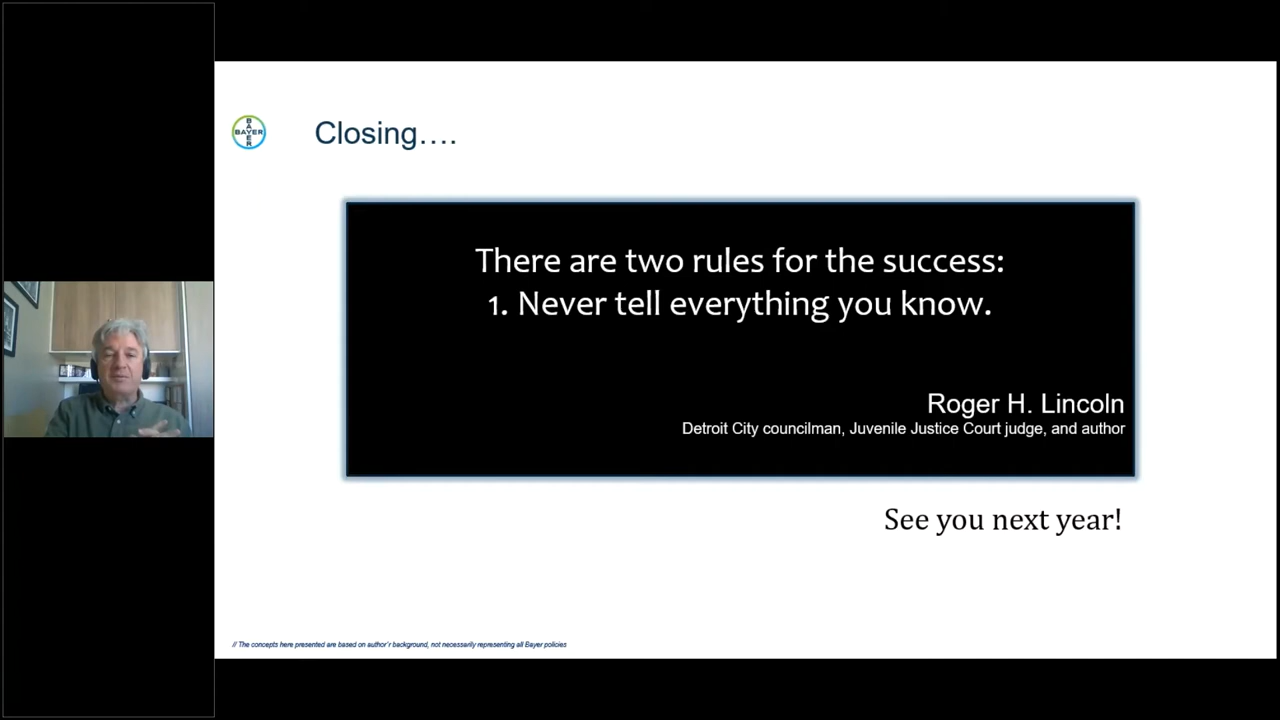 BAYER
BAYER
Closing....
There are two rules for the success:
1. Never tell everything you know.
Roger H. Lincoln
Detroit City councilman, Juvenile Justice Court judge, and author
See you next year!
// The concepts here presented are based on author'r background, not necessarily representing all Bayer policies